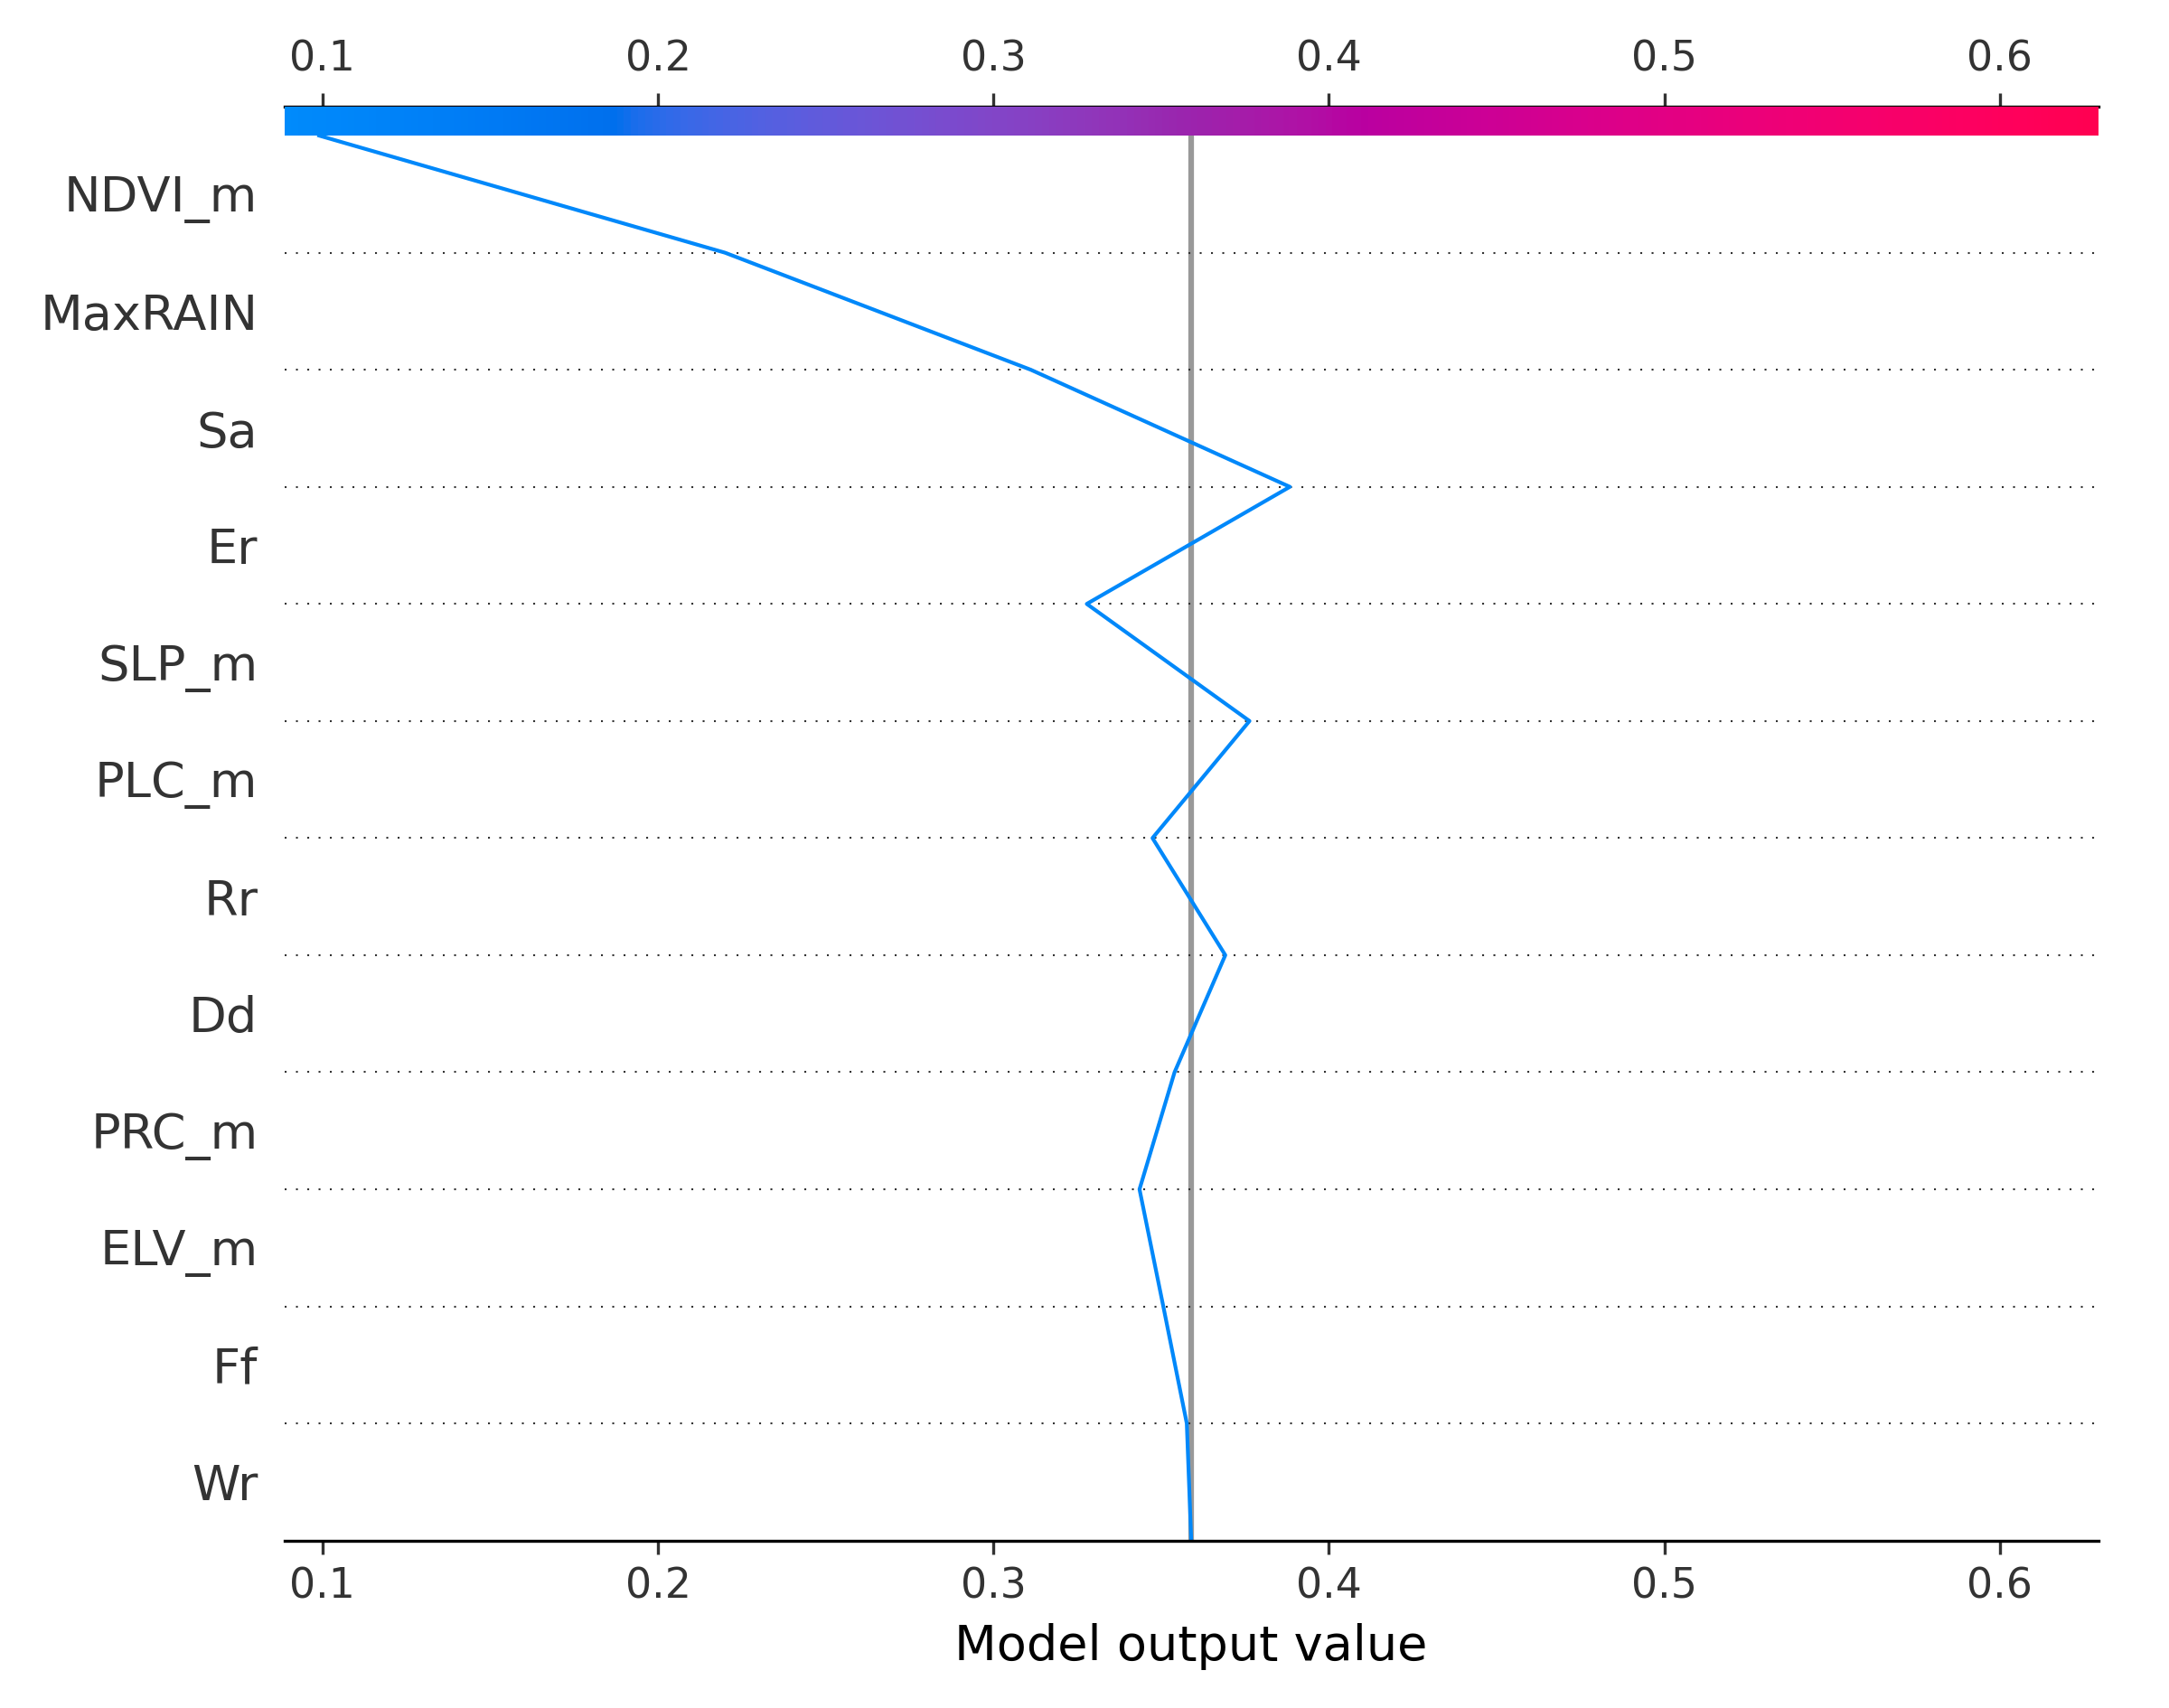 0.1 0.2 0.3 0.4 0.5 0.6
NDVI_m
MaxRAIN
Sa
Er
SLP_m
PLC_m
Rr
Dd
PRC_m
ELV_m
Ff
Wr
0.1 0.2 0.3 0.4 0.5 0.6
Model output value